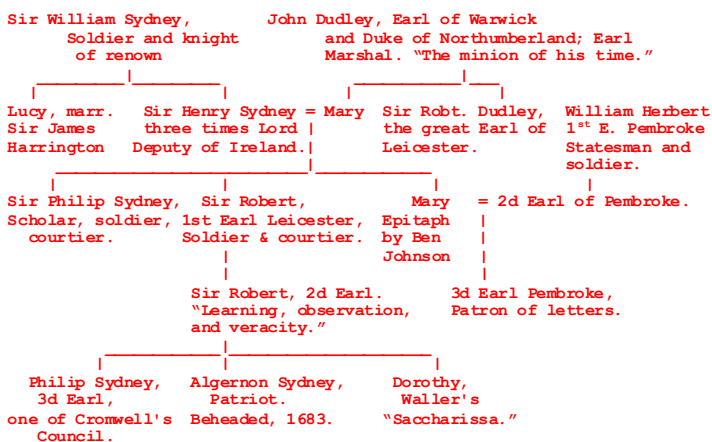 Sir William Sydney, John Dudley, Earl of Warwick
Soldier and knight and Duke of Northumberland; Earl
of renown Marshal. “The minion of his time.”
Lucy, marr. Sir Henry Sydney = Mary Sir Robt. Dudley, William Herbert
Sir James three times Lord the great Earl of 1st E. Pembroke
Harrington Deputy of Ireland. Leicester. Statesman and
soldier.
Sir Philip Sydney, Sir Robert, Mary = 2d Earl of Pembroke.
Scholar, soldier, 1st Earl Leicester, Epitaph
courtier. Soldier & courtier. by Ben
Johnson
Sir Robert, 2d Earl. 3d Earl Pembroke,
“Learning, observation, Patron of letters.
and veracity.”
Philip Sydney, Algernon Sydney, Dorothy,
3d Earl, Patriot. Waller's
one of Cromwell's Beheaded, 1683. “Saccharissa.”
Council.